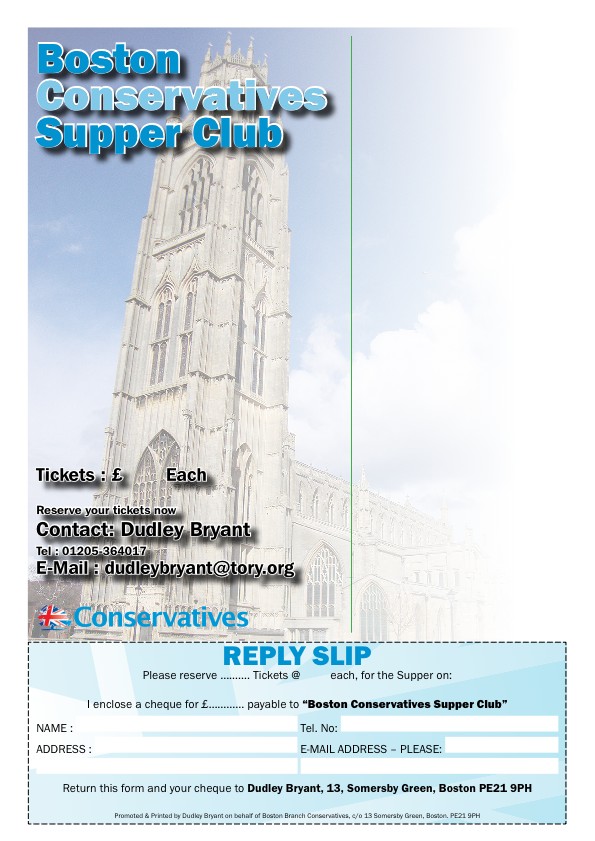 Boston
Conservatives
Supper Club
Tickets : £ Each
Reserve your tickets now
Contact: Dudley Bryant
Tel : 01205-364017
E-Mail : dudleybryant@tory.org
Conservatives
REPLY SLIP
Please reserve .......... Tickets @ each, for the Supper on:
I enclose a cheque for £............ payable to “Boston Conservatives Supper Club”
NAME : Tel. No:
ADDRESS : E-MAIL ADDRESS – PLEASE:
Return this form and your cheque to Dudley Bryant, 13, Somersby Green, Boston PE21 9PH
Promoted & Printed by Dudley Bryant on behalf of Boston Branch Conservatives, c/o 13 Somersby Green, Boston. PE21 9PH